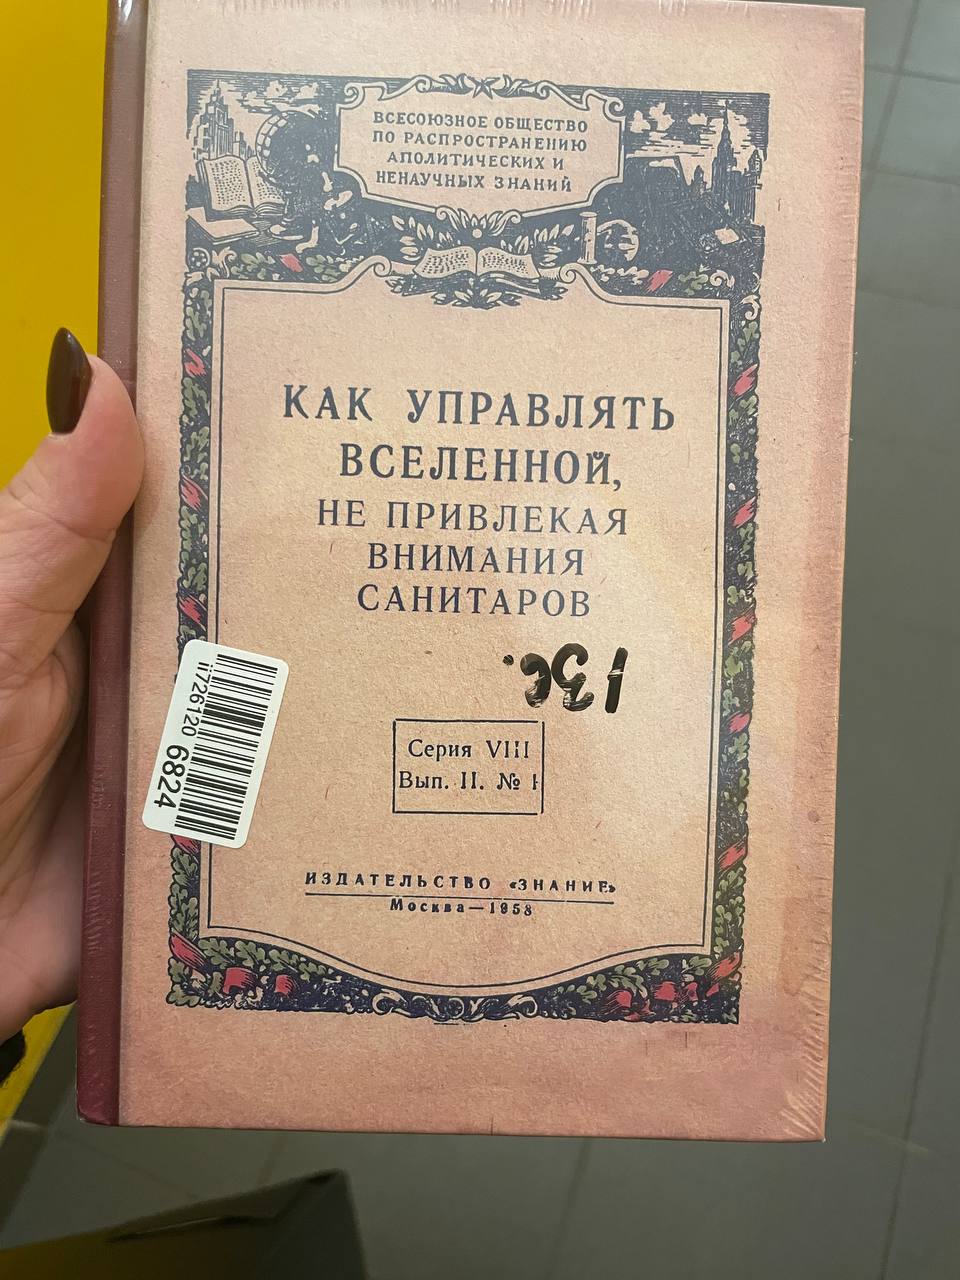 ВСЕСОЮЗНОЕ ОБЩЕСТВО
ПО РАСПРОСТРАНЕНИЮ
АПОЛИТИЧЕСКИХ И
НЕНАУЧНЫХ ЗНАНИЙ
КАК УПРАВЛЯТЬ
ВСЕЛЕННОЙ,
НЕ ПРИВЛЕКАЯ
ВНИМАНИЯ
САНИТАРОВ
Серия VIII
Вып. II. № 1
ИЗДАТЕЛЬСТВО «ЗНАНИЕ»
Москва—1958
ii726120 6824